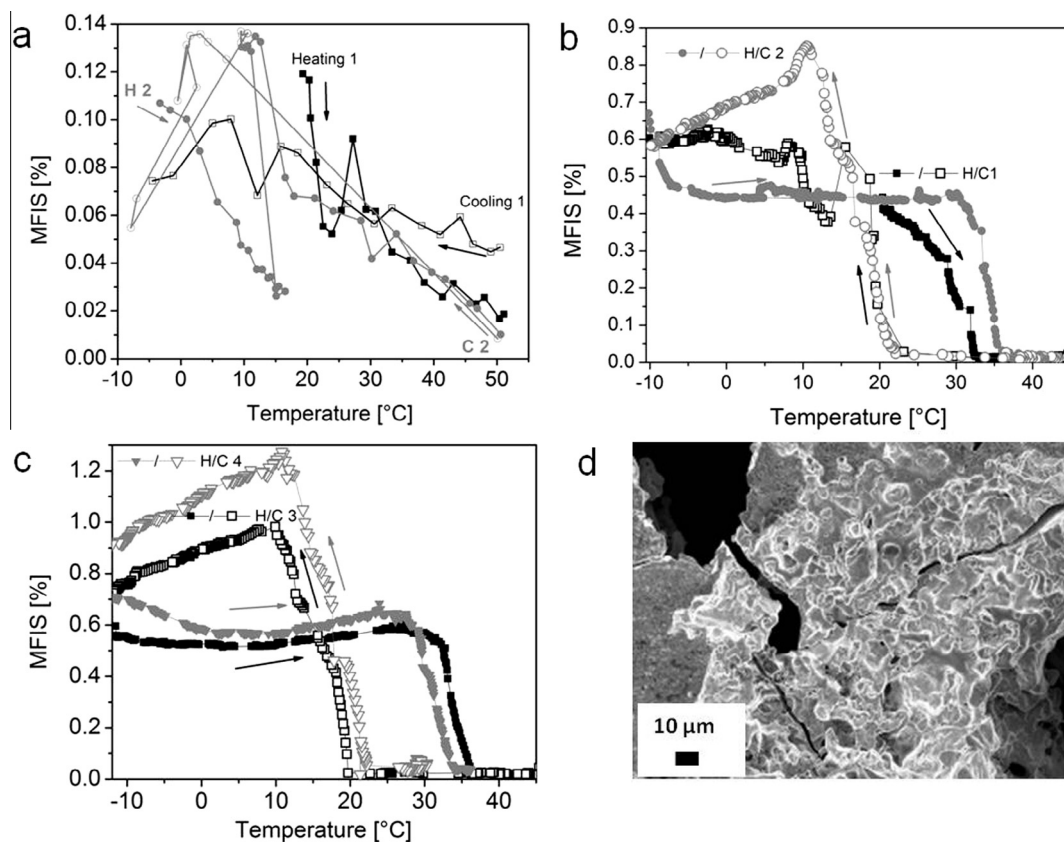 a
0.14
0.12
0.10
0.08
0.06
0.04
0.02
0.00
MFIS [%]
Heating 1
H 2
Cooling 1
C 2
-10 0 10 20 30 40 50
Temperature [°C]
b
0.9
0.8
0.7
0.6
0.5
0.4
0.3
0.2
0.1
0.0
MFIS [%]
/ H/C 2
/ H/C1
-10 0 10 20 30 40
Temperature [°C]
c
1.2
1.0
0.8
0.6
0.4
0.2
0.0
MFIS [%]
/ H/C 4
/ H/C 3
-10 0 10 20 30 40
Temperature [°C]
d
10 µm